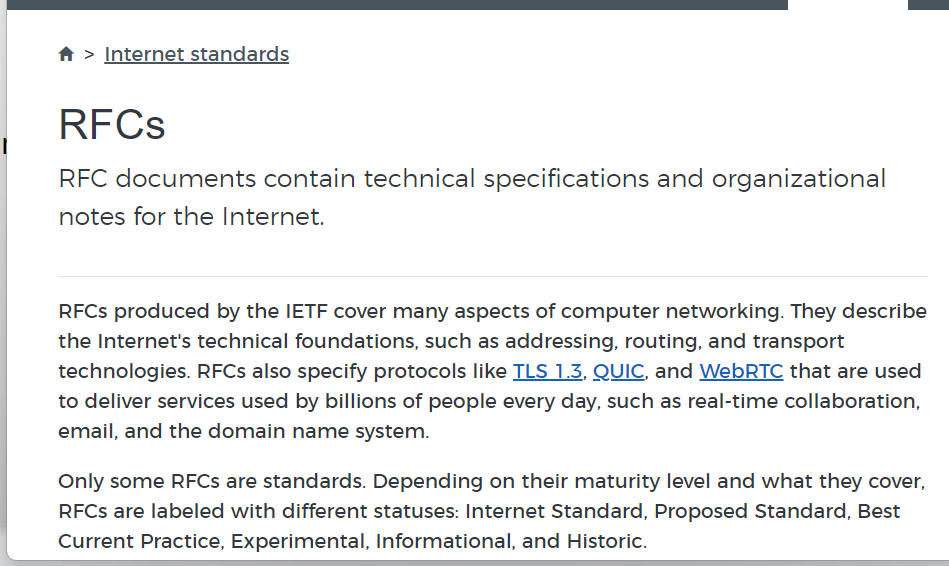 > Internet standards
RFCs
RFC documents contain technical specifications and organizational
notes for the Internet.
RFCs produced by the IETF cover many aspects of computer networking. They describe
the Internet's technical foundations, such as addressing, routing, and transport
technologies. RFCs also specify protocols like TLS 1.3, QUIC, and WebRTC that are used
to deliver services used by billions of people every day, such as real-time collaboration,
email, and the domain name system.
Only some RFCs are standards. Depending on their maturity level and what they cover,
RFCs are labeled with different statuses: Internet Standard, Proposed Standard, Best
Current Practice, Experimental, Informational, and Historic.